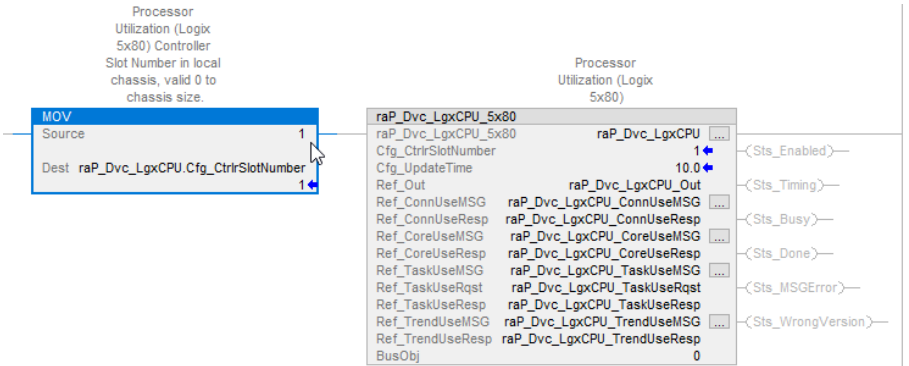 Processor
Utilization (Logix
5x80) Controller
Slot Number in local
chassis, valid 0 to
chassis size.
MOV
Source 1
Dest raP_Dvc_LgxCPU.Cfg_CtrlrSlotNumber
1
Processor
Utilization (Logix
5x80)
raP_Dvc_LgxCPU_5x80
raP_Dvc_LgxCPU_5x80 raP_Dvc_LgxCPU ...
Cfg_CtrlrSlotNumber 1
Cfg_UpdateTime 10.0
Ref_Out raP_Dvc_LgxCPU_Out
Ref_ConnUseMSG raP_Dvc_LgxCPU_ConnUseMSG ...
Ref_ConnUseResp raP_Dvc_LgxCPU_ConnUseResp
Ref_CoreUseMSG raP_Dvc_LgxCPU_CoreUseMSG ...
Ref_CoreUseResp raP_Dvc_LgxCPU_CoreUseResp
Ref_TaskUseMSG raP_Dvc_LgxCPU_TaskUseMSG ...
Ref_TaskUseRqst raP_Dvc_LgxCPU_TaskUseRqst
Ref_TaskUseResp raP_Dvc_LgxCPU_TaskUseResp
Ref_TrendUseMSG raP_Dvc_LgxCPU_TrendUseMSG ...
Ref_TrendUseResp raP_Dvc_LgxCPU_TrendUseResp
BusObj 0
(Sts_Enabled)
(Sts_Timing)
(Sts_Busy)
(Sts_Done)
(Sts_MSGError)
(Sts_WrongVersion)